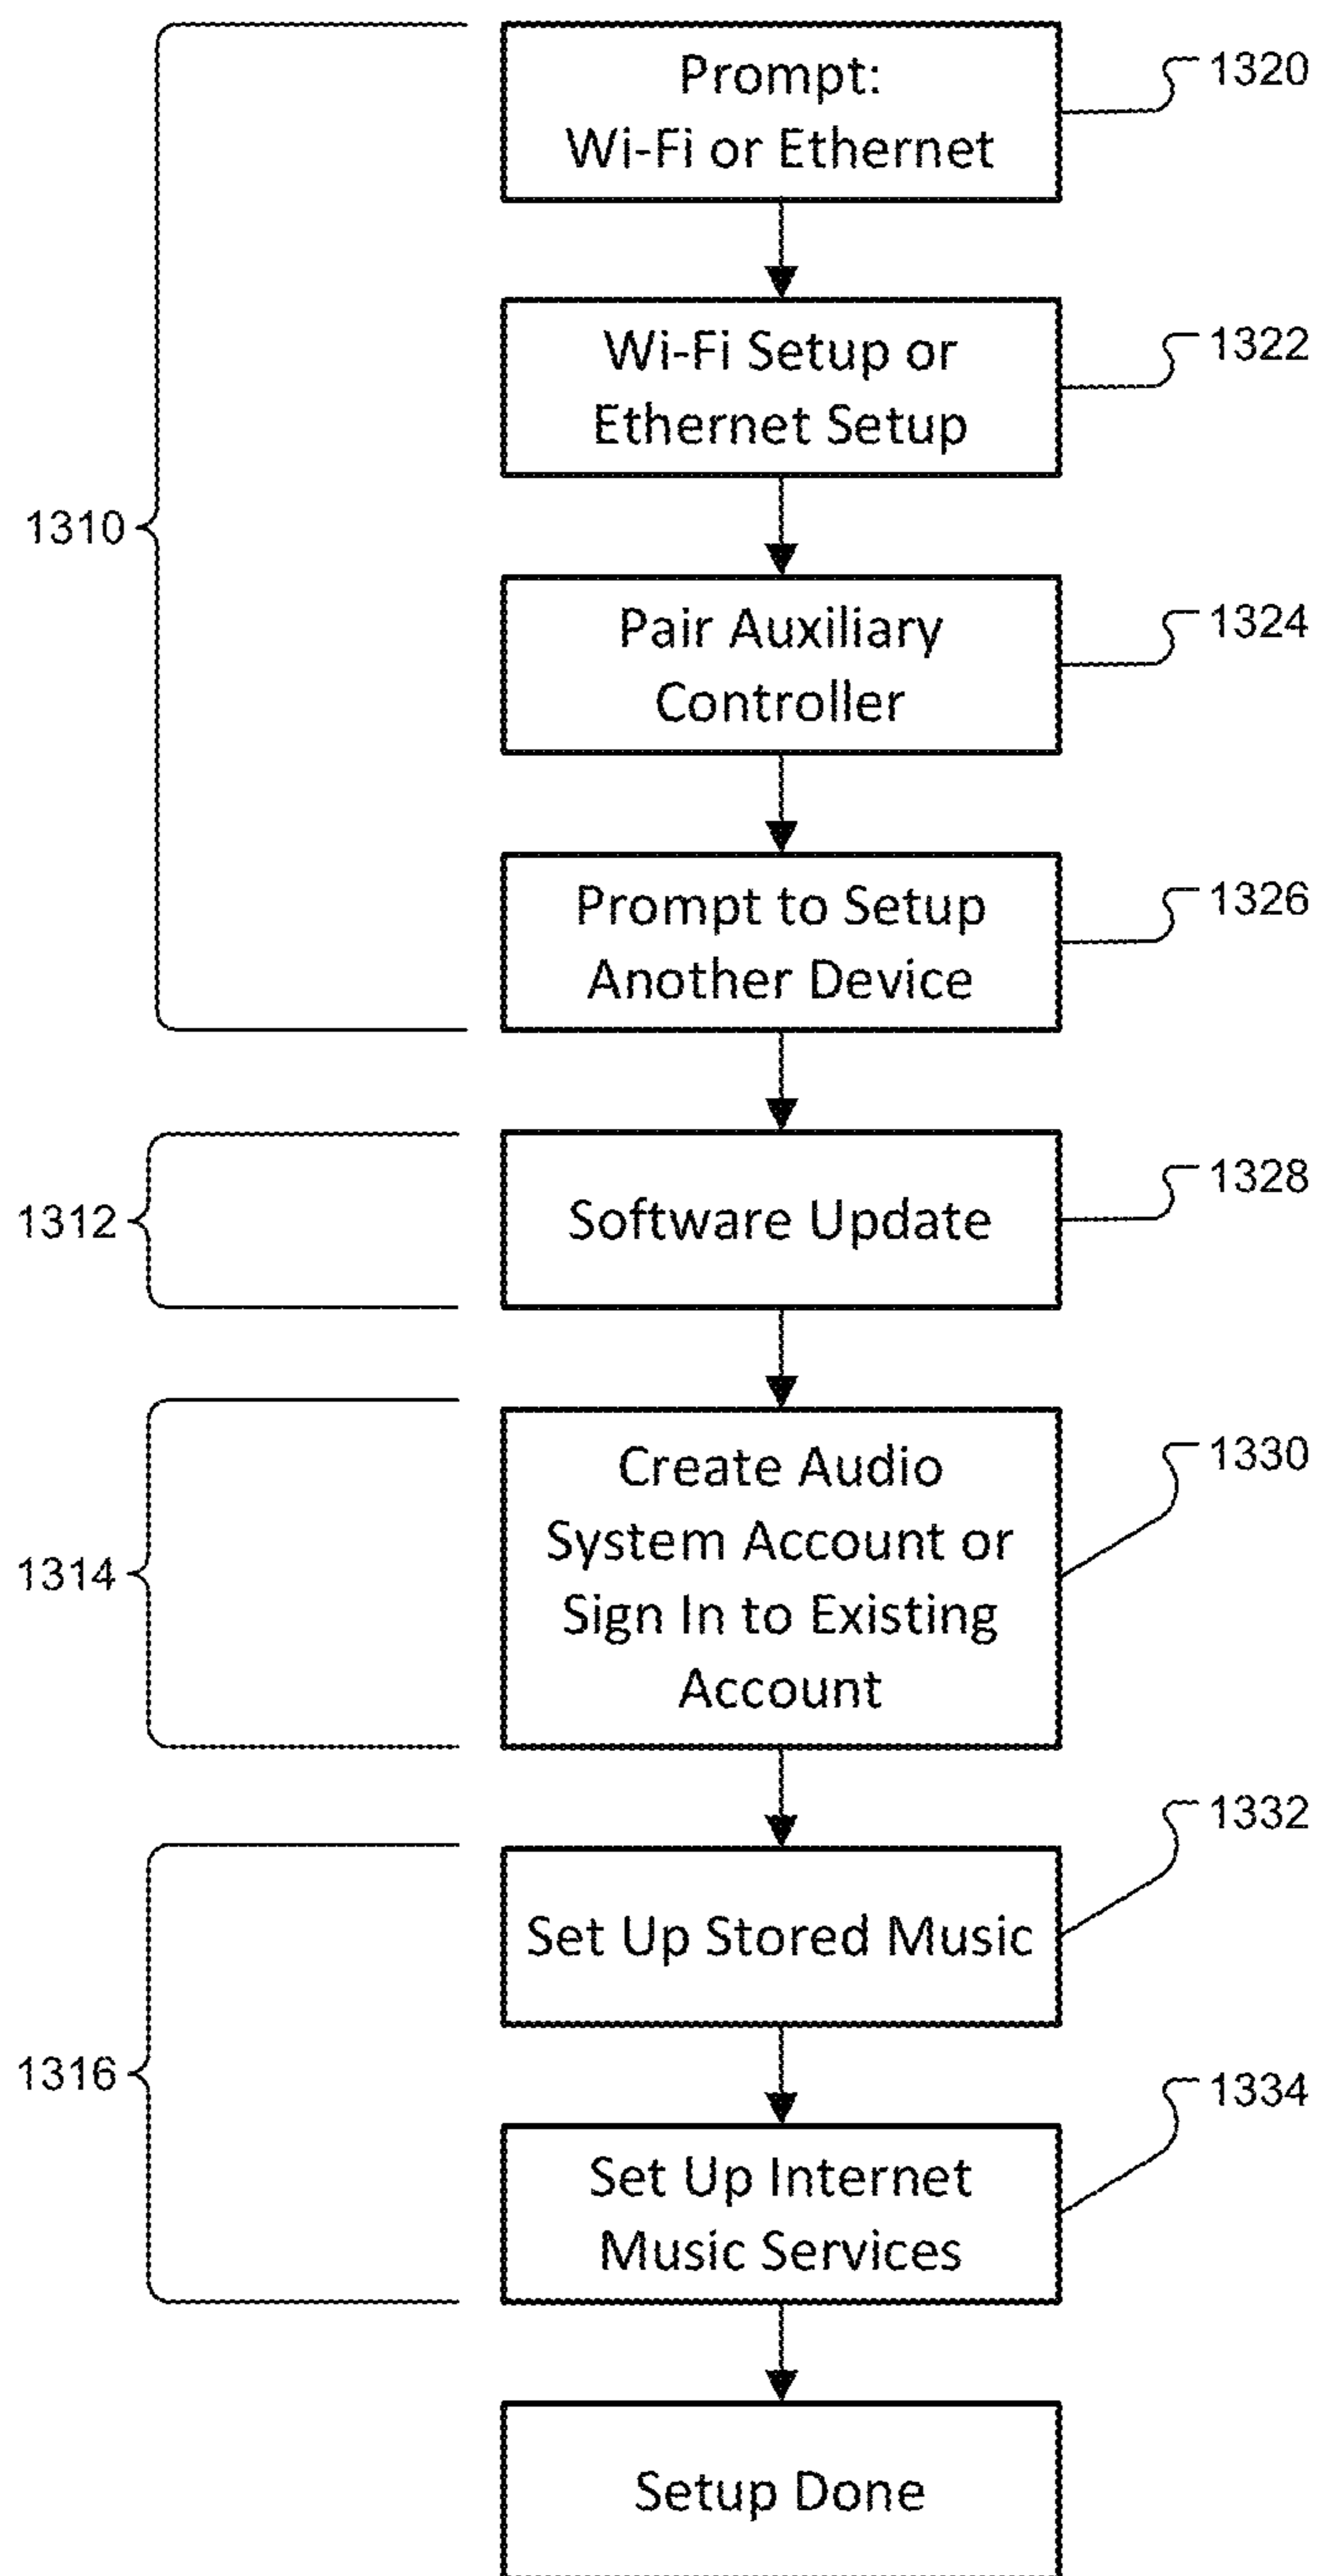 Prompt:
Wi-Fi or Ethernet
1320
Wi-Fi Setup or
Ethernet Setup
1322
1310
Pair Auxiliary
Controller
1324
Prompt to Setup
Another Device
1326
1312
Software Update
1328
1314
Create Audio
System Account or
Sign In to Existing
Account
1330
1316
Set Up Stored Music
1332
Set Up Internet
Music Services
1334
Setup Done